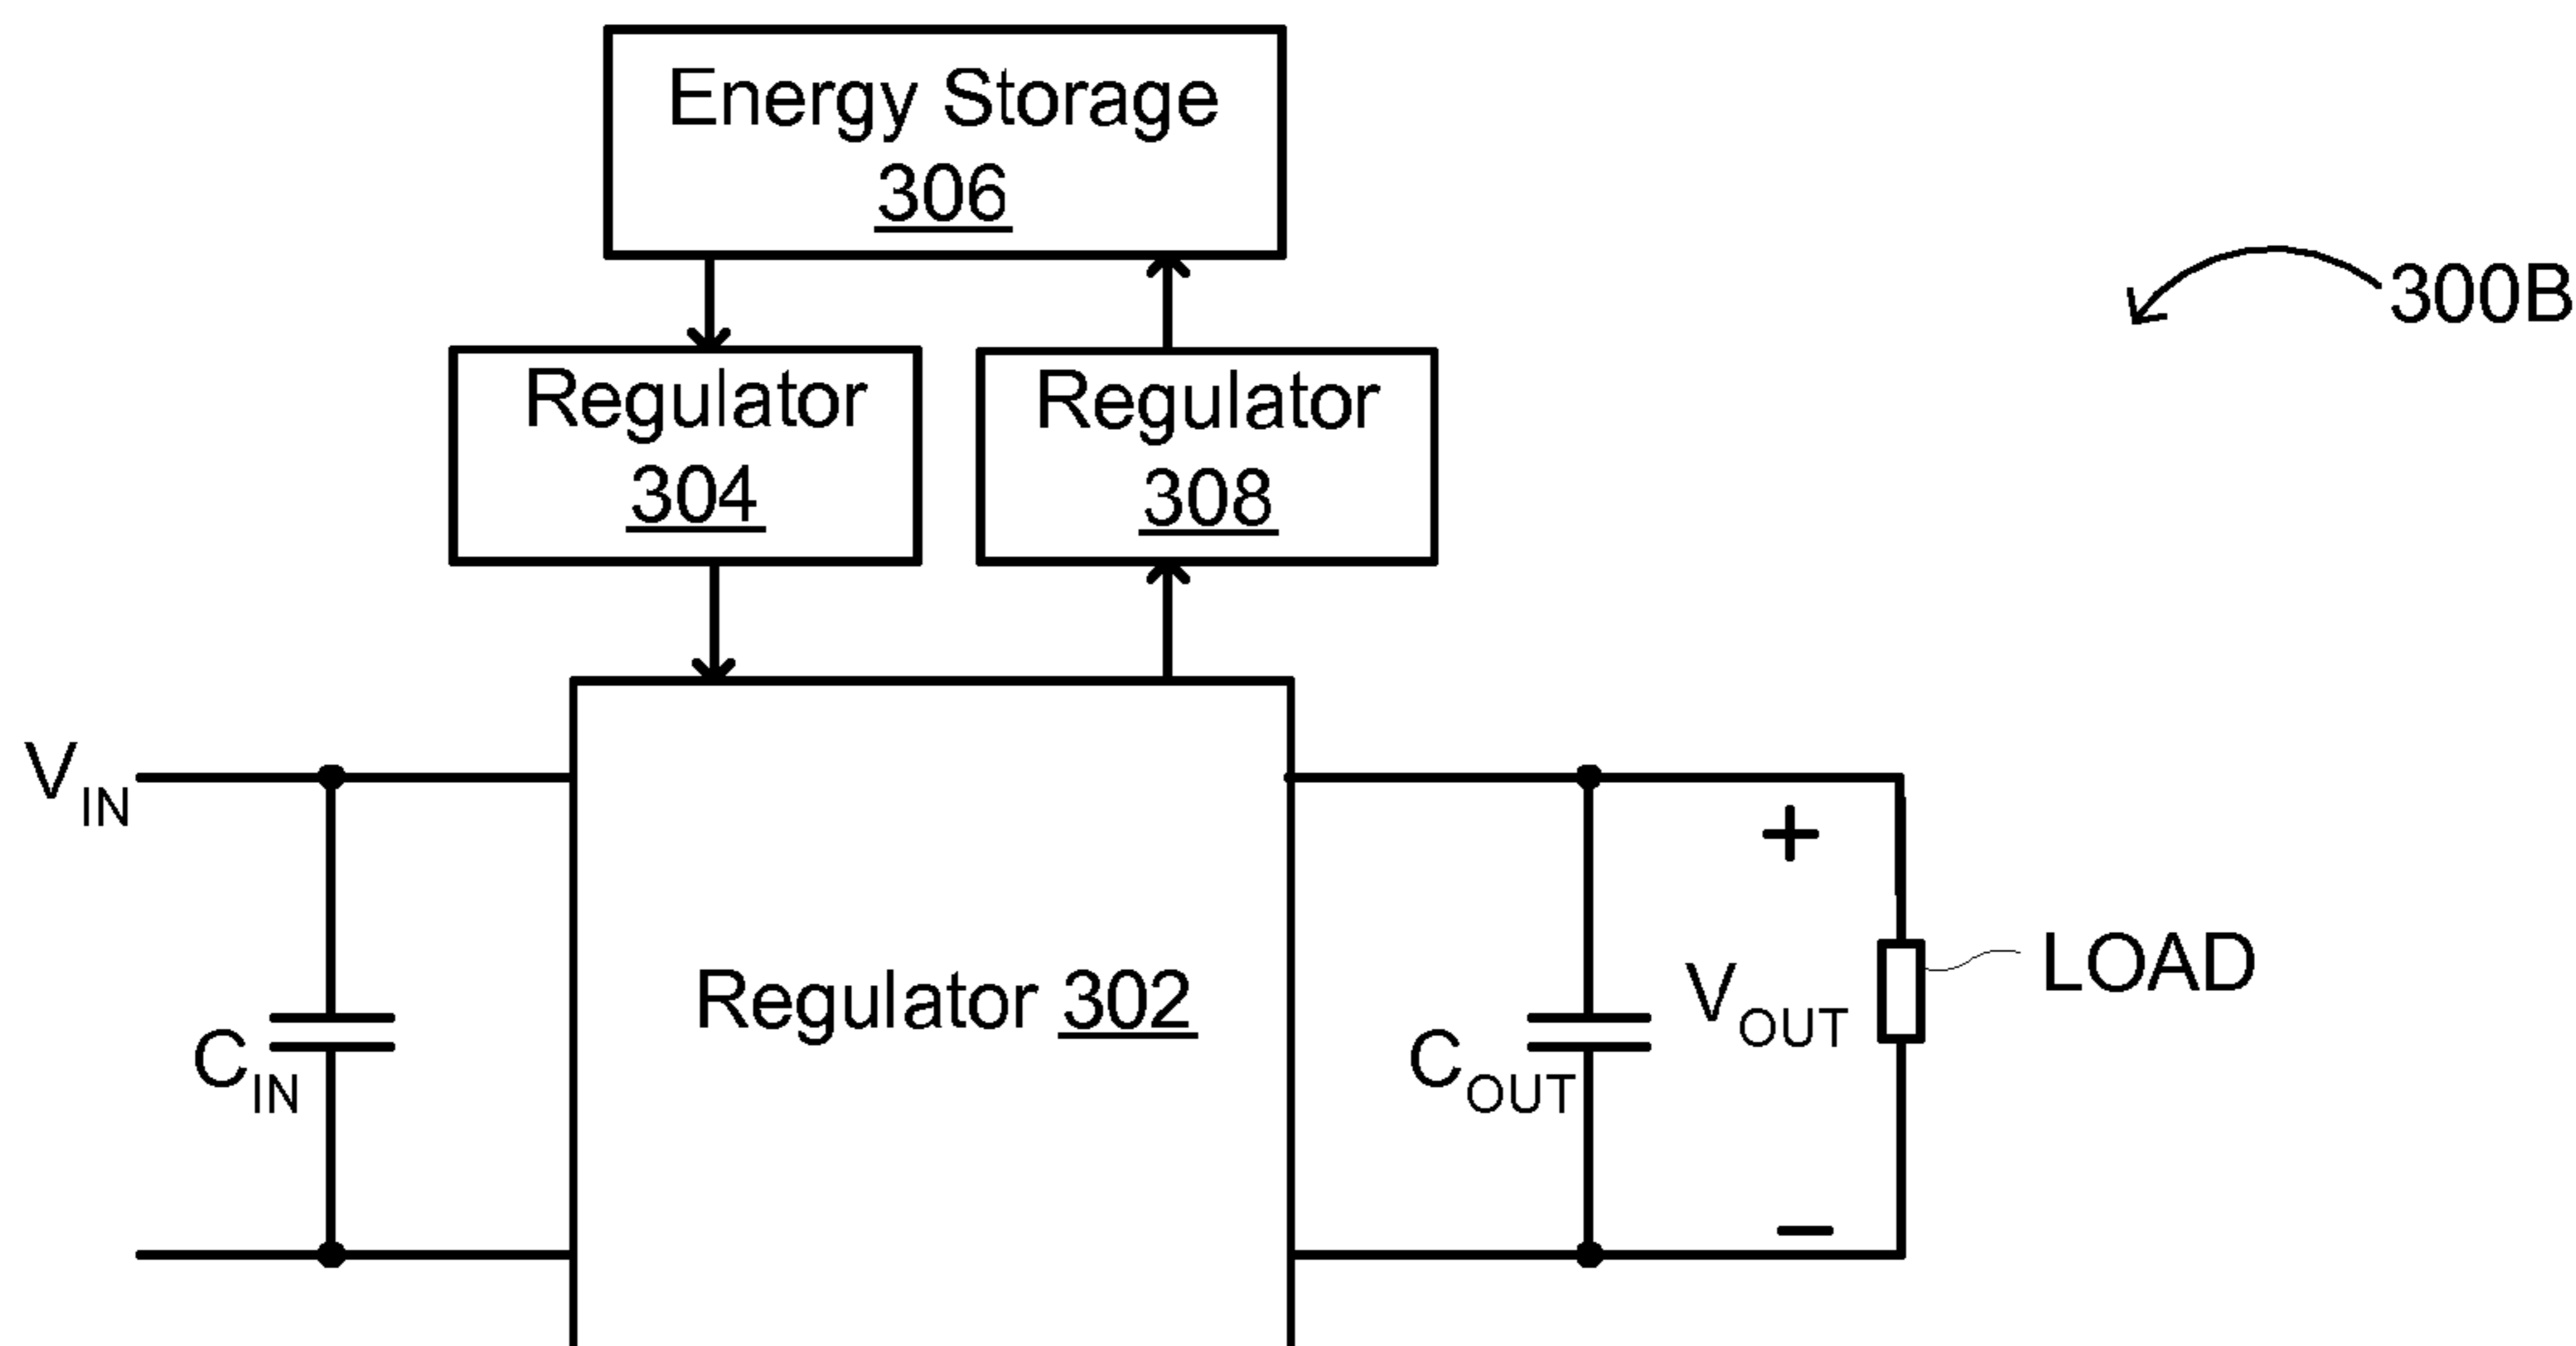 Energy Storage
306
300B
Regulator
304
Regulator
308
VIN
+
Regulator 302
LOAD
VOUT
CIN
COUT
−